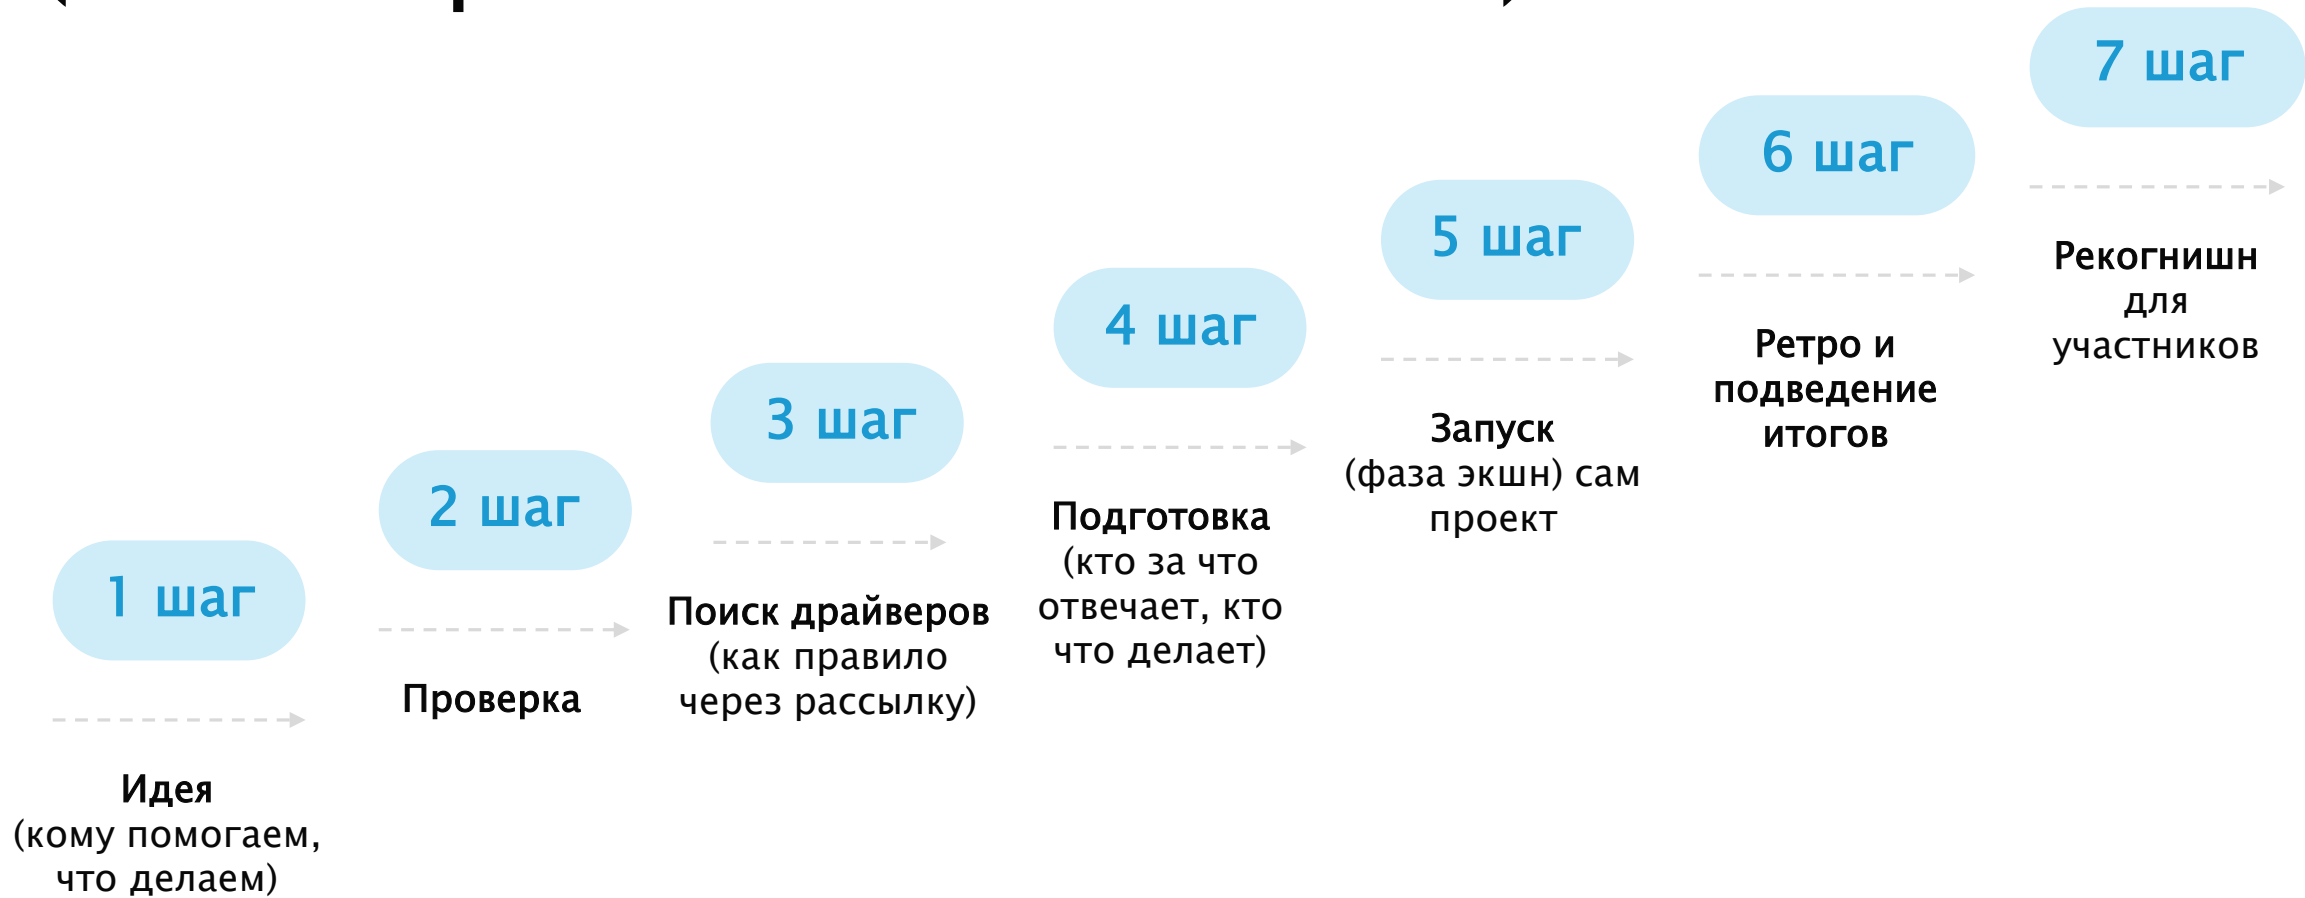 1 шаг
Идея
(кому помогаем,
что делаем)
2 шаг
Проверка
3 шаг
Поиск драйверов
(как правило
через рассылку)
4 шаг
Подготовка
(кто за что
отвечает, кто
что делает)
5 шаг
Запуск
(фаза экшн) сам
проект
6 шаг
Ретро и
подведение
итогов
7 шаг
Рекогнишн
для
участников